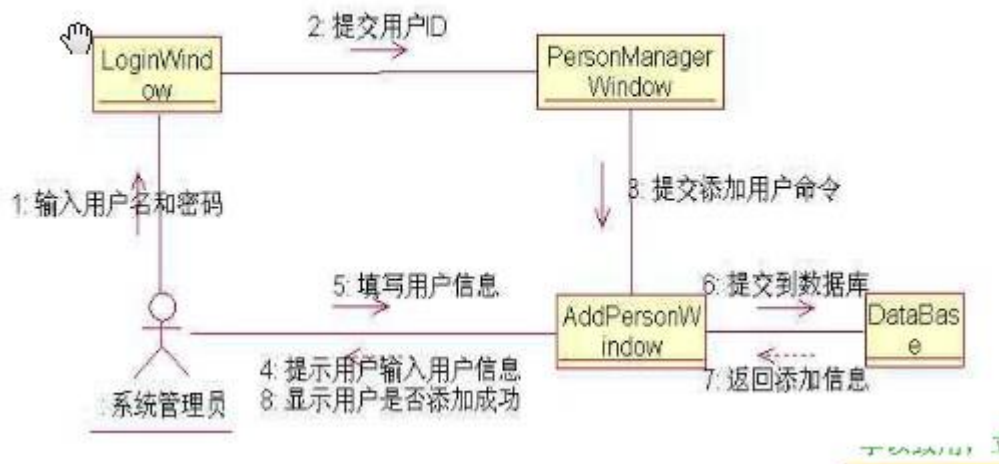 2: 提交用户ID
LoginWind
ow
PersonManager
Window
1: 输入用户名和密码
3: 提交添加用户命令
5: 填写用户信息
6: 提交到数据库
AddPersonW
indow
DataBas
e
4: 提示用户输入用户信息
8: 显示用户是否添加成功
7: 返回添加信息
: 系统管理员